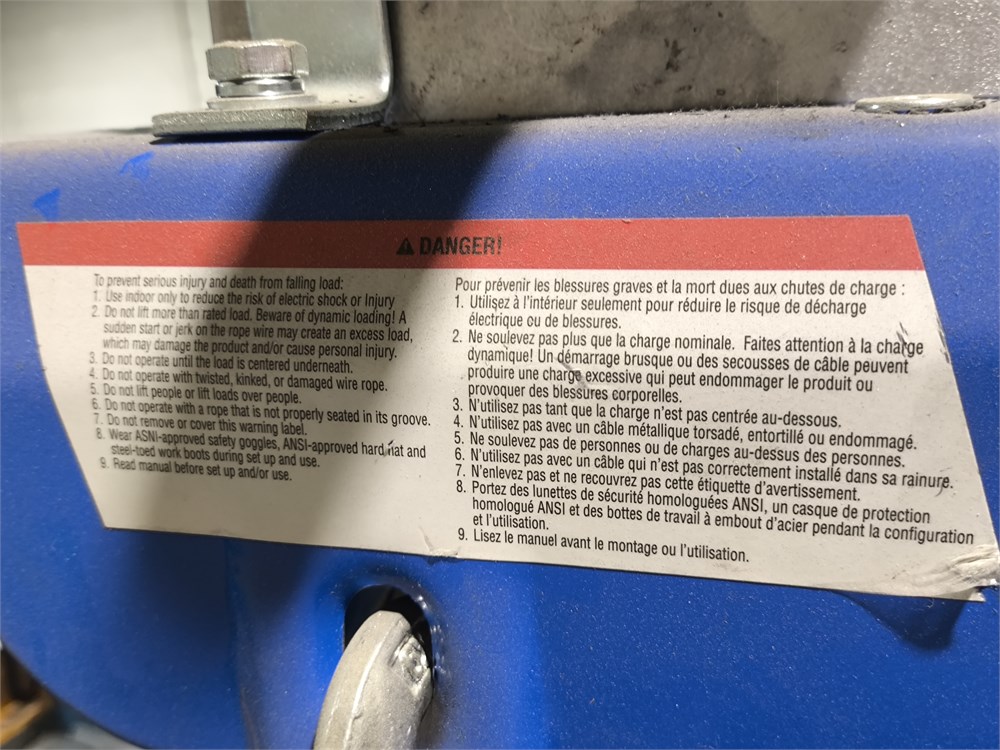 ⚠ DANGER!
To prevent serious injury and death from falling load:
1. Use indoor only to reduce the risk of electric shock or Injury
2. Do not lift more than rated load. Beware of dynamic loading! A
sudden start or jerk on the rope wire may create an excess load,
which may damage the product and/or cause personal injury.
3. Do not operate until the load is centered underneath.
4. Do not operate with twisted, kinked, or damaged wire rope.
5. Do not lift people or lift loads over people.
6. Do not operate with a rope that is not properly seated in its groove.
7. Do not remove or cover this warning label.
8. Wear ASNI-approved safety goggles, ANSI-approved hard hat and
steel-toed work boots during set up and use.
9. Read manual before set up and/or use.
Pour prévenir les blessures graves et la mort dues aux chutes de charge :
1. Utilisez à l'intérieur seulement pour réduire le risque de décharge
électrique ou de blessures.
2. Ne soulevez pas plus que la charge nominale. Faites attention à la charge
dynamique! Un démarrage brusque ou des secousses de câble peuvent
produire une charge excessive qui peut endommager le produit ou
provoquer des blessures corporelles.
3. N'utilisez pas tant que la charge n'est pas centrée au-dessous.
4. N'utilisez pas avec un câble métallique torsadé, entortillé ou endommagé.
5. Ne soulevez pas de personnes ou de charges au-dessus des personnes.
6. N'utilisez pas avec un câble qui n'est pas correctement installé dans sa rainure.
7. N'enlevez pas et ne recouvrez pas cette étiquette d'avertissement.
8. Portez des lunettes de sécurité homologuées ANSI, un casque de protection
homologué ANSI et des bottes de travail à embout d'acier pendant la configuration
et l'utilisation.
9. Lisez le manuel avant le montage ou l'utilisation.